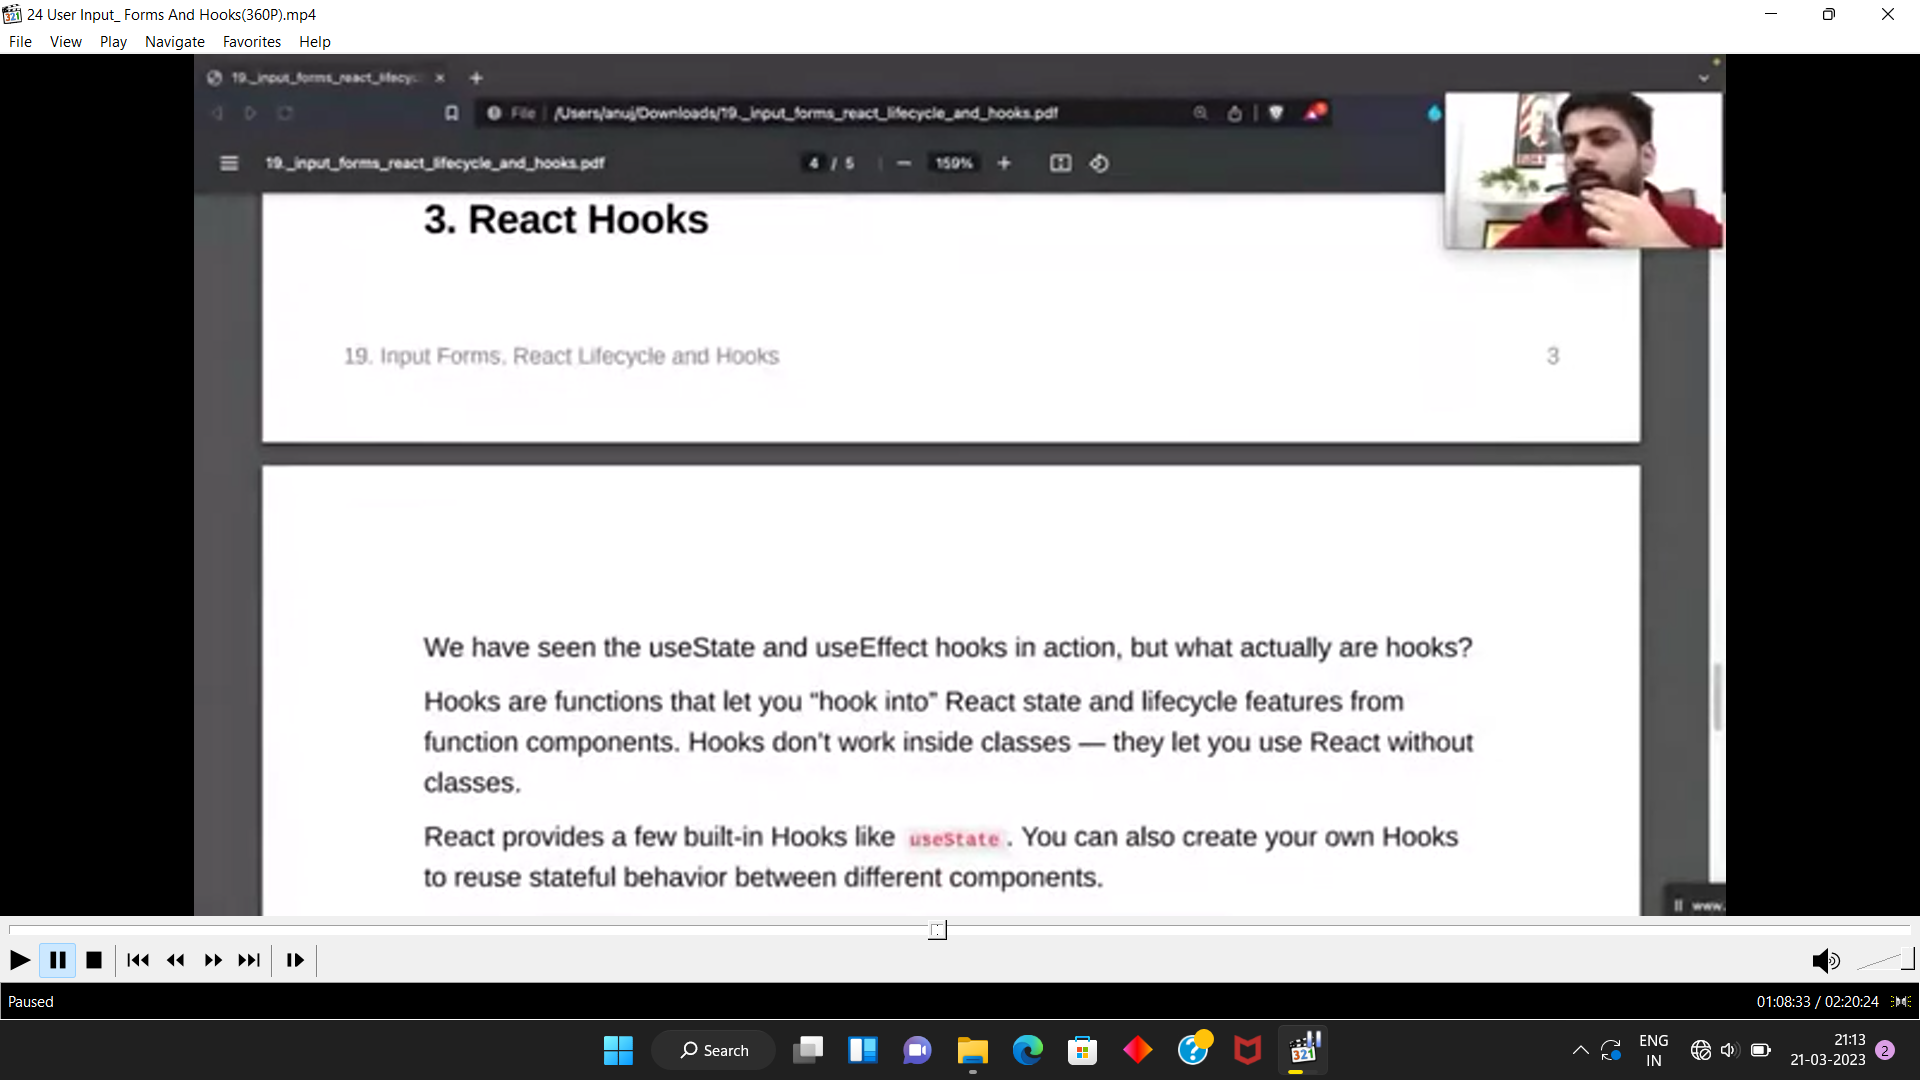 24 User Input_ Forms And Hooks(360P).mp4
File View Play Navigate Favorites Help
19._input_forms_react_lifecyc
File /Users/anuj/Downloads/19._input_forms_react_lifecycle_and_hooks.pdf
19._input_forms_react_lifecycle_and_hooks.pdf 4 / 5 159%
3. React Hooks
19. Input Forms, React Lifecycle and Hooks 3
We have seen the useState and useEffect hooks in action, but what actually are hooks?
Hooks are functions that let you “hook into” React state and lifecycle features from
function components. Hooks don't work inside classes — they let you use React without
classes.
React provides a few built-in Hooks like useState . You can also create your own Hooks
to reuse stateful behavior between different components.
www.
Paused 01:08:33 / 02:20:24
Search
321
ENG
IN
21:13
21-03-2023
2